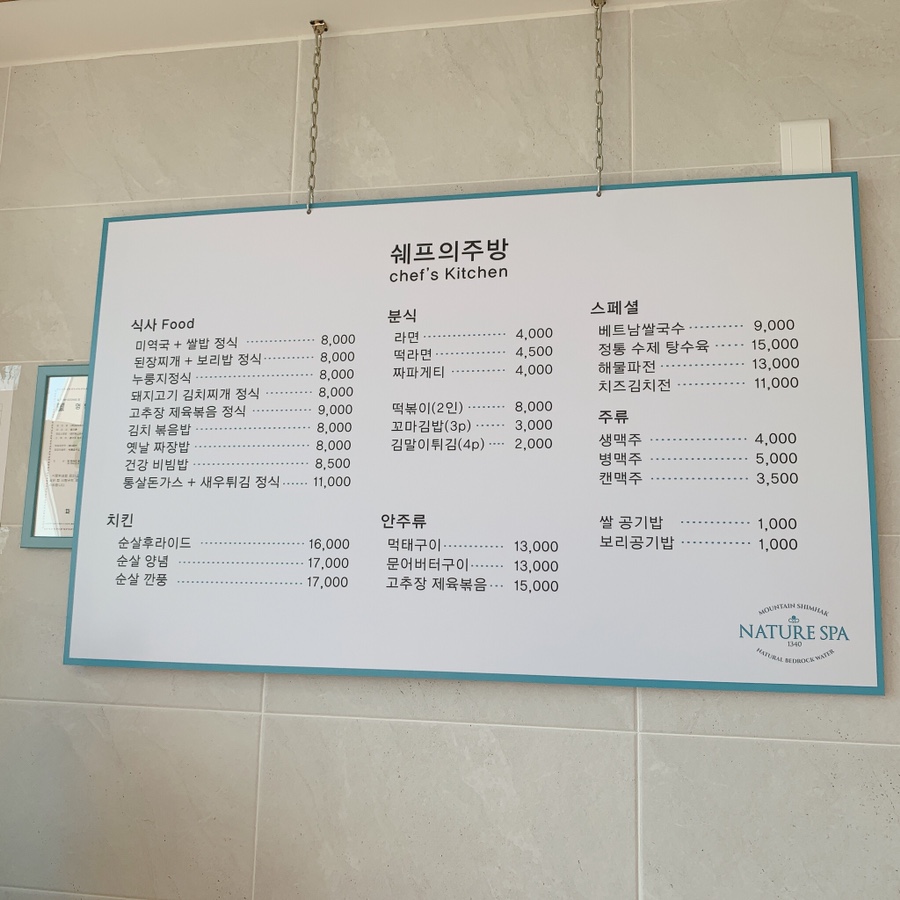 쉐프의주방
chef's Kitchen
식사 Food
미역국 + 쌀밥 정식 8,000
된장찌개 + 보리밥 정식 8,000
누룽지정식 8,000
돼지고기 김치찌개 정식 8,000
고추장 제육볶음 정식 9,000
김치 볶음밥 8,000
옛날 짜장밥 8,000
건강 비빔밥 8,500
통살돈가스 + 새우튀김 정식 11,000
치킨
순살후라이드 16,000
순살 양념 17,000
순살 깐풍 17,000
분식
라면 4,000
떡라면 4,500
짜파게티 4,000
떡볶이(2인) 8,000
꼬마김밥(3p) 3,000
김말이튀김(4p) 2,000
안주류
먹태구이 13,000
문어버터구이 13,000
고추장 제육볶음 15,000
스페셜
베트남쌀국수 9,000
정통 수제 탕수육 15,000
해물파전 13,000
치즈김치전 11,000
주류
생맥주 4,000
병맥주 5,000
캔맥주 3,500
쌀 공기밥 1,000
보리공기밥 1,000
MOUNTAIN SHIMHAK
NATURE SPA
1340
NATURAL BEDROCK WATER